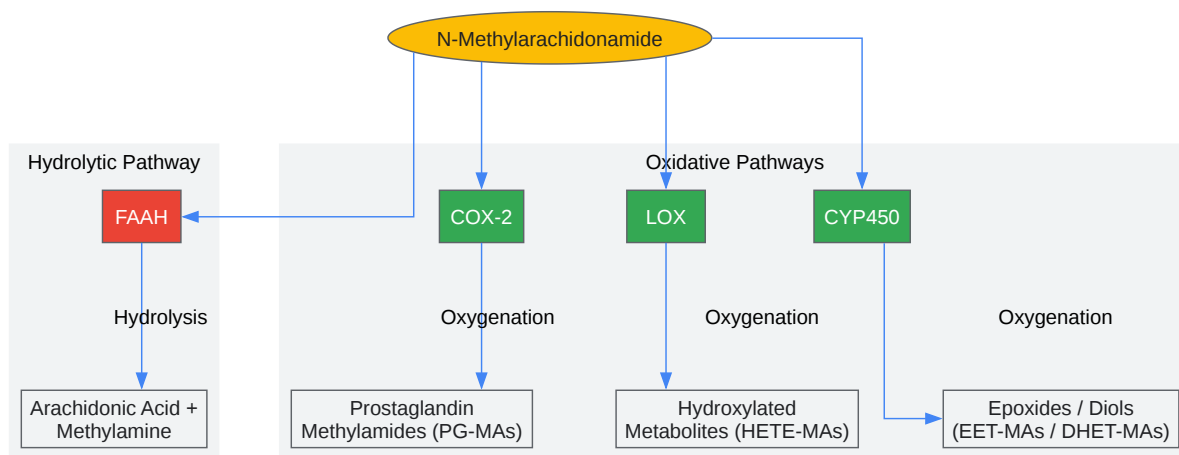 N-Methylarachidonamide
Hydrolytic Pathway
Oxidative Pathways
FAAH
COX-2
LOX
CYP450
Hydrolysis
Oxygenation
Oxygenation
Oxygenation
Arachidonic Acid +
Methylamine
Prostaglandin
Methylamides (PG-MAs)
Hydroxylated
Metabolites (HETE-MAs)
Epoxides / Diols
(EET-MAs / DHET-MAs)